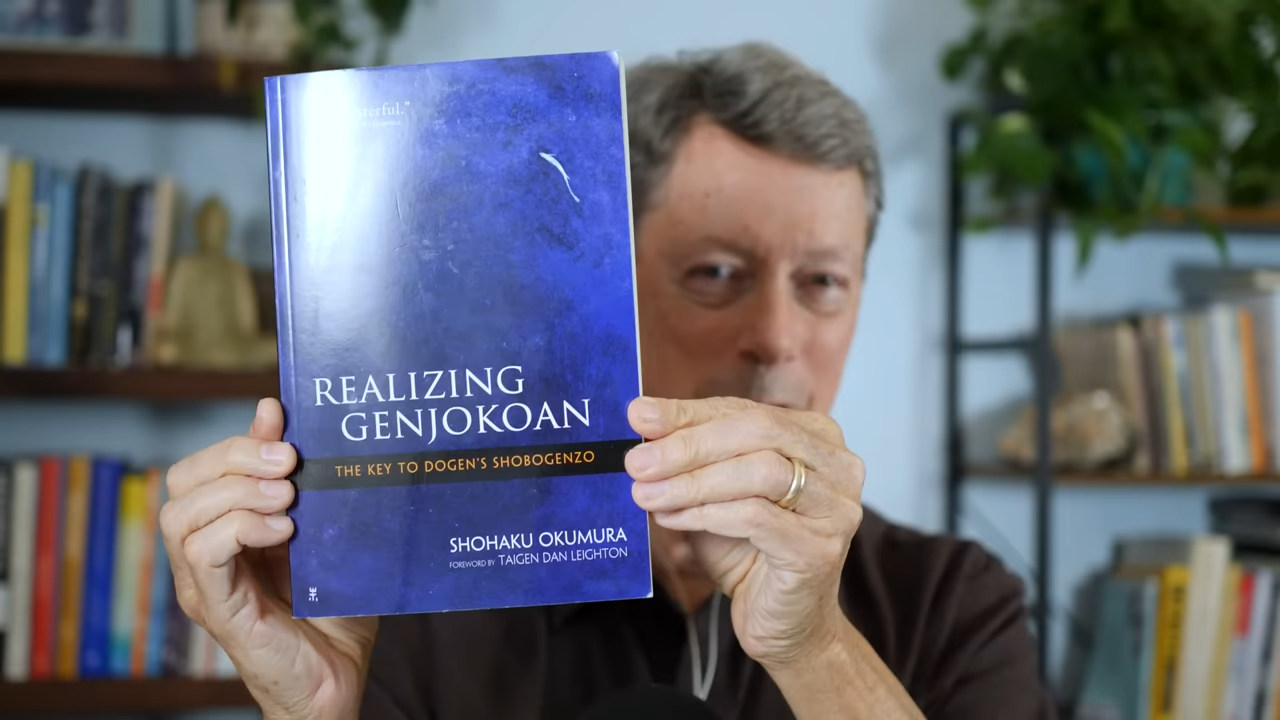 REALIZING
GENJOKOAN
THE KEY TO DOGEN'S SHOBOGENZO
SHOHAKU OKUMURA
FOREWORD BY TAIGEN DAN LEIGHTON